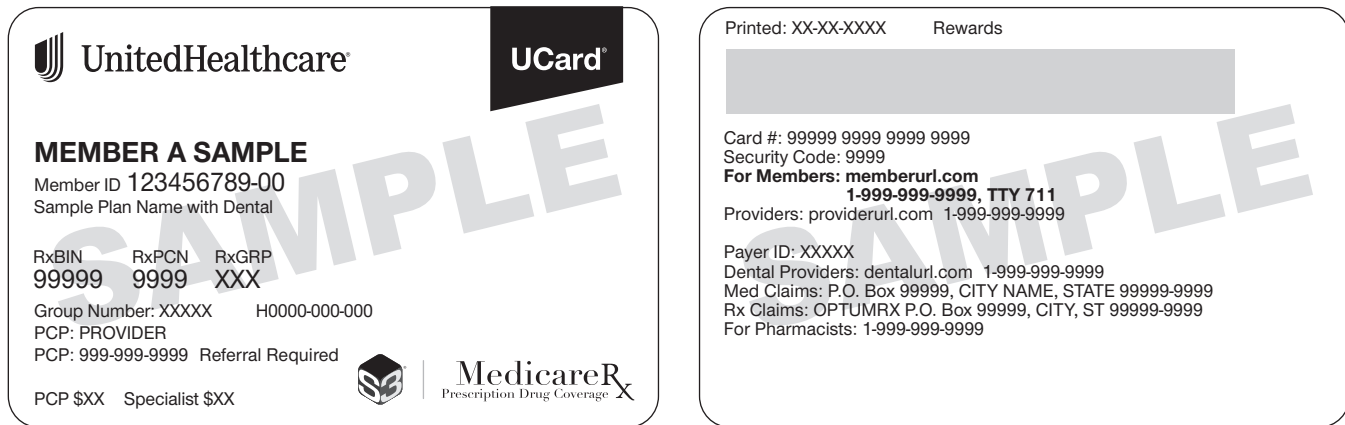 UnitedHealthcare®
UCard®
SAMPLE
MEMBER A SAMPLE
Member ID 123456789-00
Sample Plan Name with Dental
RxBIN RxPCN RxGRP
99999 9999 XXX
Group Number: XXXXX H0000-000-000
PCP: PROVIDER
PCP: 999-999-9999 Referral Required
PCP $XX Specialist $XX
S3
MedicareRx
Prescription Drug Coverage
Printed: XX-XX-XXXX Rewards
SAMPLE
Card #: 99999 9999 9999 9999
Security Code: 9999
For Members: memberurl.com
1-999-999-9999, TTY 711
Providers: providerurl.com 1-999-999-9999
Payer ID: XXXXX
Dental Providers: dentalurl.com 1-999-999-9999
Med Claims: P.O. Box 99999, CITY NAME, STATE 99999-9999
Rx Claims: OPTUMRX P.O. Box 99999, CITY, ST 99999-9999
For Pharmacists: 1-999-999-9999